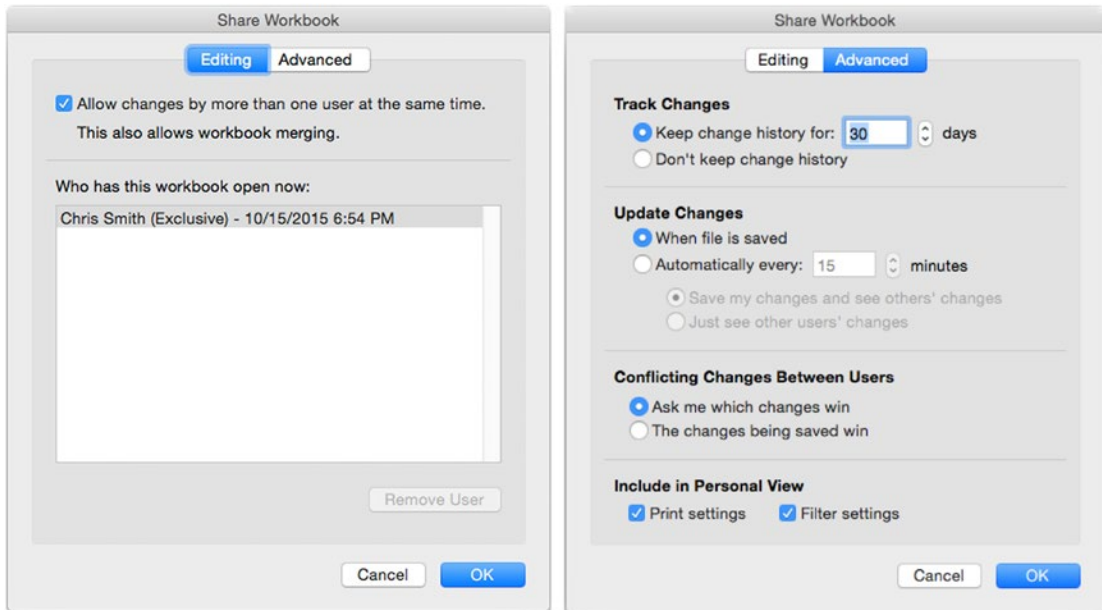 Share Workbook
Editing Advanced
Allow changes by more than one user at the same time.
This also allows workbook merging.
Who has this workbook open now:
Chris Smith (Exclusive) - 10/15/2015 6:54 PM
Remove User
Cancel OK
Share Workbook
Editing Advanced
Track Changes
Keep change history for: 30 days
Don't keep change history
Update Changes
When file is saved
Automatically every: 15 minutes
Save my changes and see others' changes
Just see other users' changes
Conflicting Changes Between Users
Ask me which changes win
The changes being saved win
Include in Personal View
Print settings Filter settings
Cancel OK